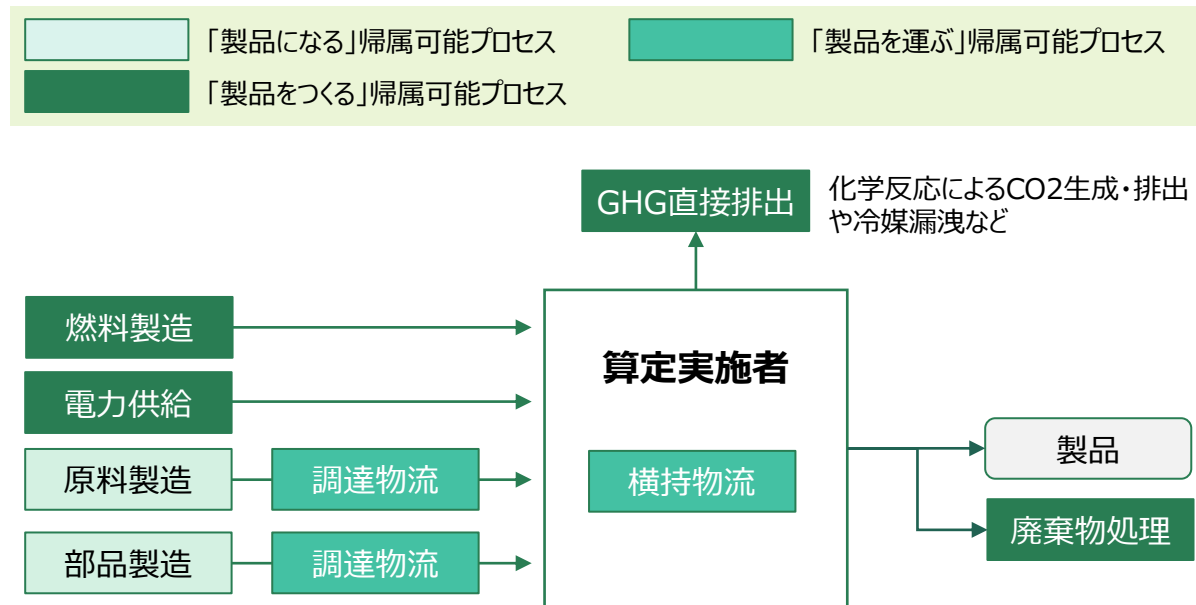 「製品になる」帰属可能プロセス
「製品を運ぶ」帰属可能プロセス
「製品をつくる」帰属可能プロセス
GHG直接排出
化学反応によるCO2生成・排出
や冷媒漏洩など
燃料製造
算定実施者
電力供給
原料製造
調達物流
横持物流
製品
部品製造
調達物流
廃棄物処理